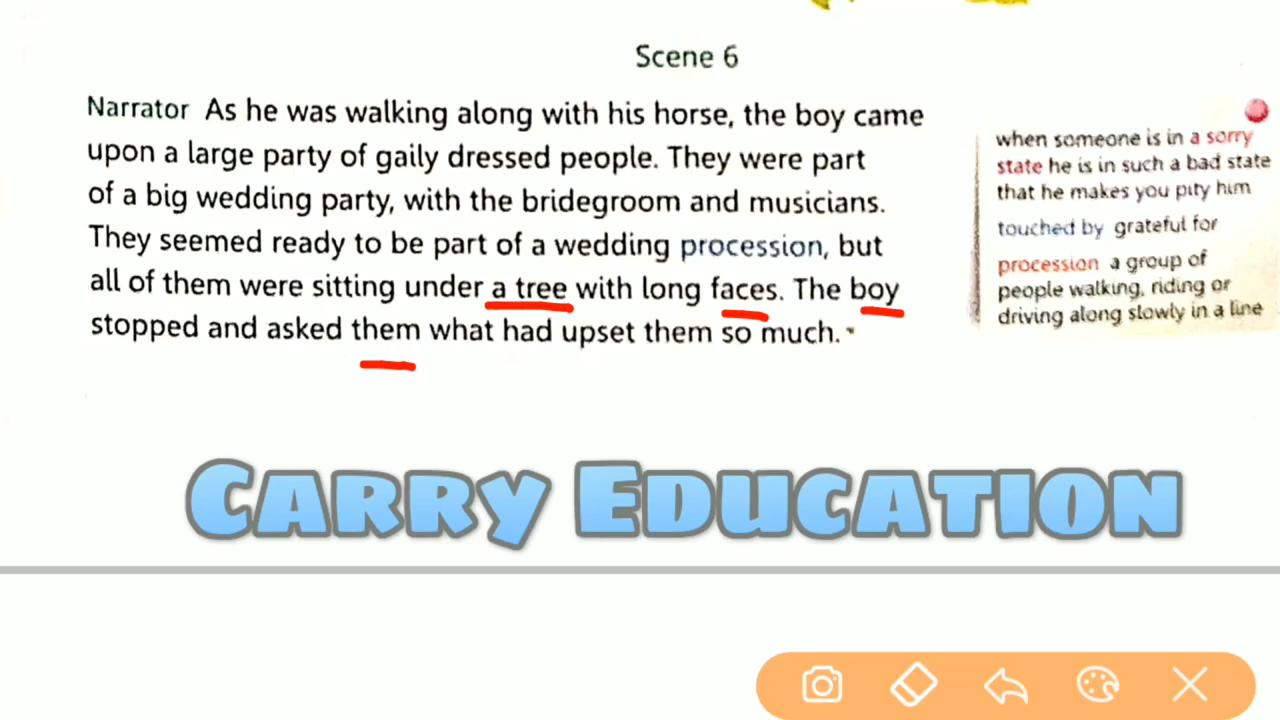 Scene 6
Narrator As he was walking along with his horse, the boy came
upon a large party of gaily dressed people. They were part
of a big wedding party, with the bridegroom and musicians.
They seemed ready to be part of a wedding procession, but
all of them were sitting under a tree with long faces. The boy
stopped and asked them what had upset them so much.
when someone is in a sorry
state he is in such a bad state
that he makes you pity him
touched by grateful for
procession a group of
people walking, riding or
driving along slowly in a line
CARRY EDUCATION